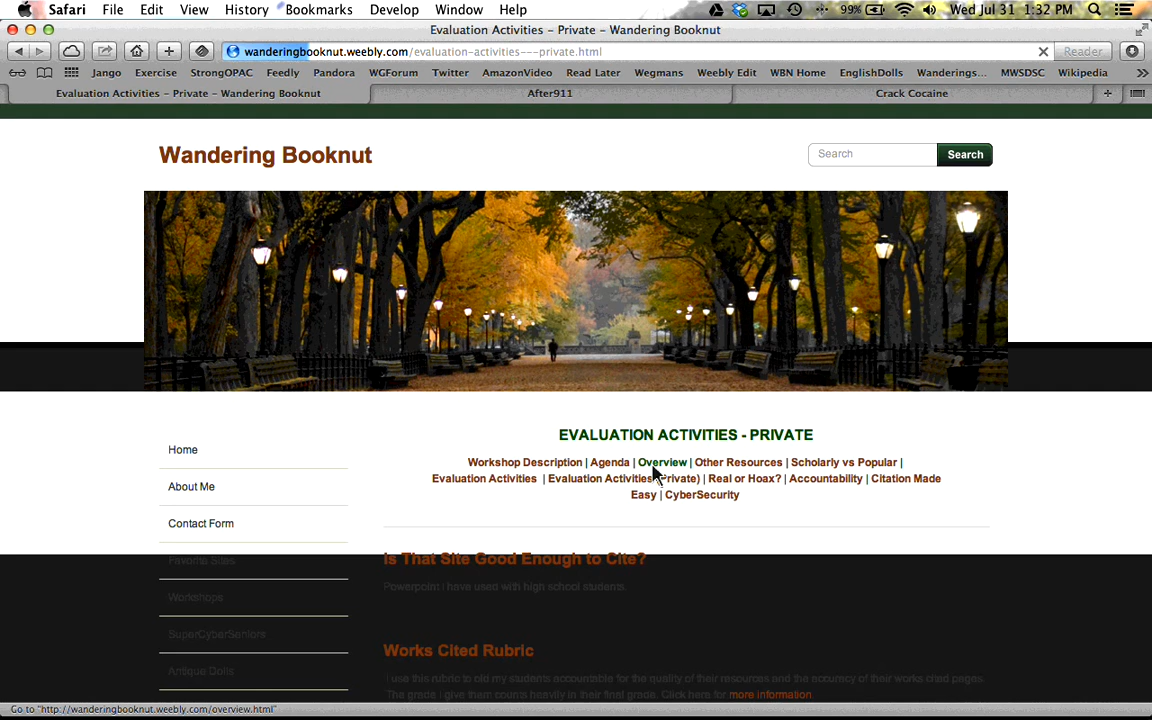 Safari File Edit View History Bookmarks Develop Window Help 99% Wed Jul 31 1:32 PM
Evaluation Activities – Private – Wandering Booknut
wanderingbooknut.weebly.com/evaluation-activities---private.html Reader
Jango Exercise StrongOPAC Feedly Pandora WGForum Twitter AmazonVideo Read Later Wegmans Weebly Edit WBN Home EnglishDolls Wanderings... MWSDSC Wikipedia
Evaluation Activities – Private – Wandering Booknut After911 Crack Cocaine
Wandering Booknut
Search Search
EVALUATION ACTIVITIES - PRIVATE
Workshop Description | Agenda | Overview | Other Resources | Scholarly vs Popular |
Evaluation Activities | Evaluation Activities (Private) | Real or Hoax? | Accountability | Citation Made
Easy | CyberSecurity
Home
About Me
Contact Form
Favorite Sites
Workshops
SuperCyberSeniors
Antique Dolls
Is That Site Good Enough to Cite?
Powerpoint I have used with high school students.
Works Cited Rubric
I use this rubric to old my students accountable for the quality of their resources and the accuracy of their works cited pages.
The grade I give them counts heavily in their final grade. Click here for more information.
Go to "http://wanderingbooknut.weebly.com/overview.html"